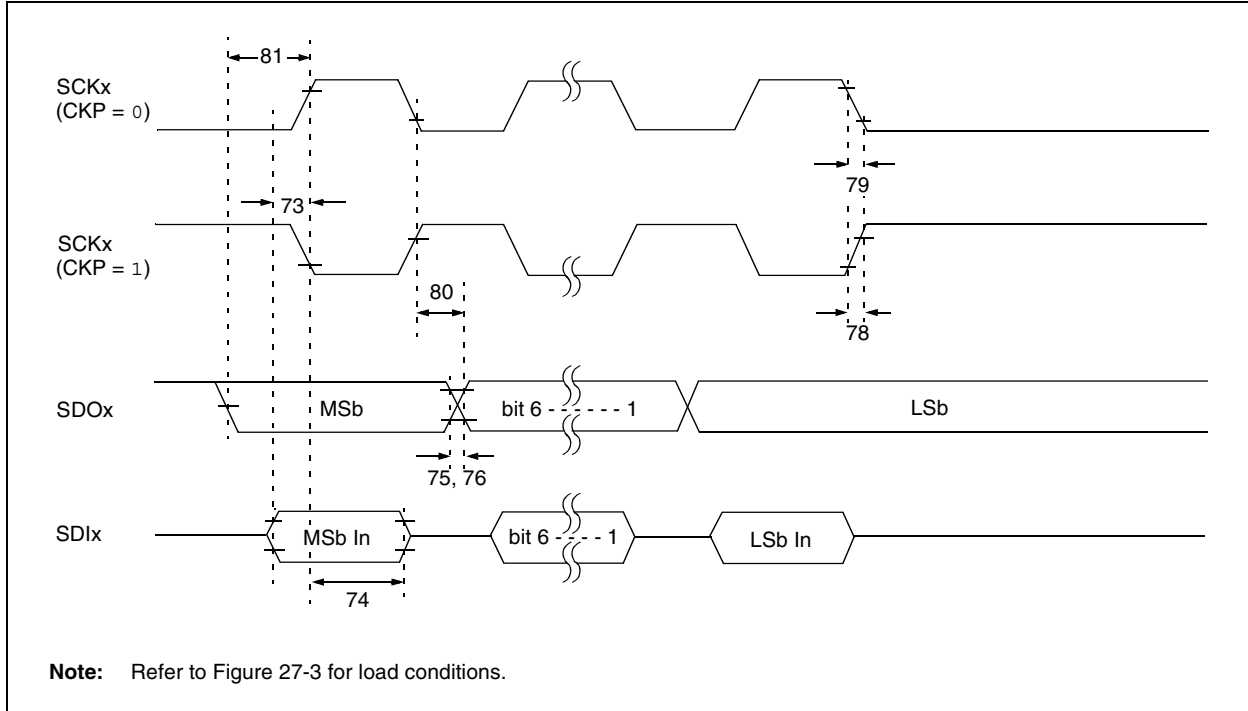 81
SCKx
(CKP = 0)
79
73
SCKx
(CKP = 1)
80
78
SDOx
MSb
bit 6 - - - - - - - 1
LSb
75, 76
SDIx
MSb In
bit 6 - - - - - 1
LSb In
74
Note: Refer to Figure 27-3 for load conditions.